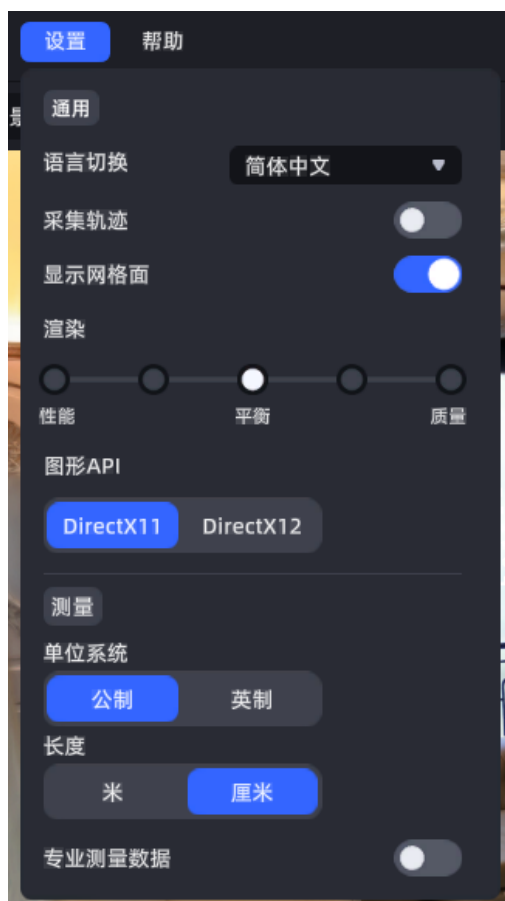 设置 帮助
通用
语言切换 简体中文
采集轨迹
显示网格面
渲染
性能 平衡 质量
图形API
DirectX11 DirectX12
测量
单位系统
公制 英制
长度
米 厘米
专业测量数据